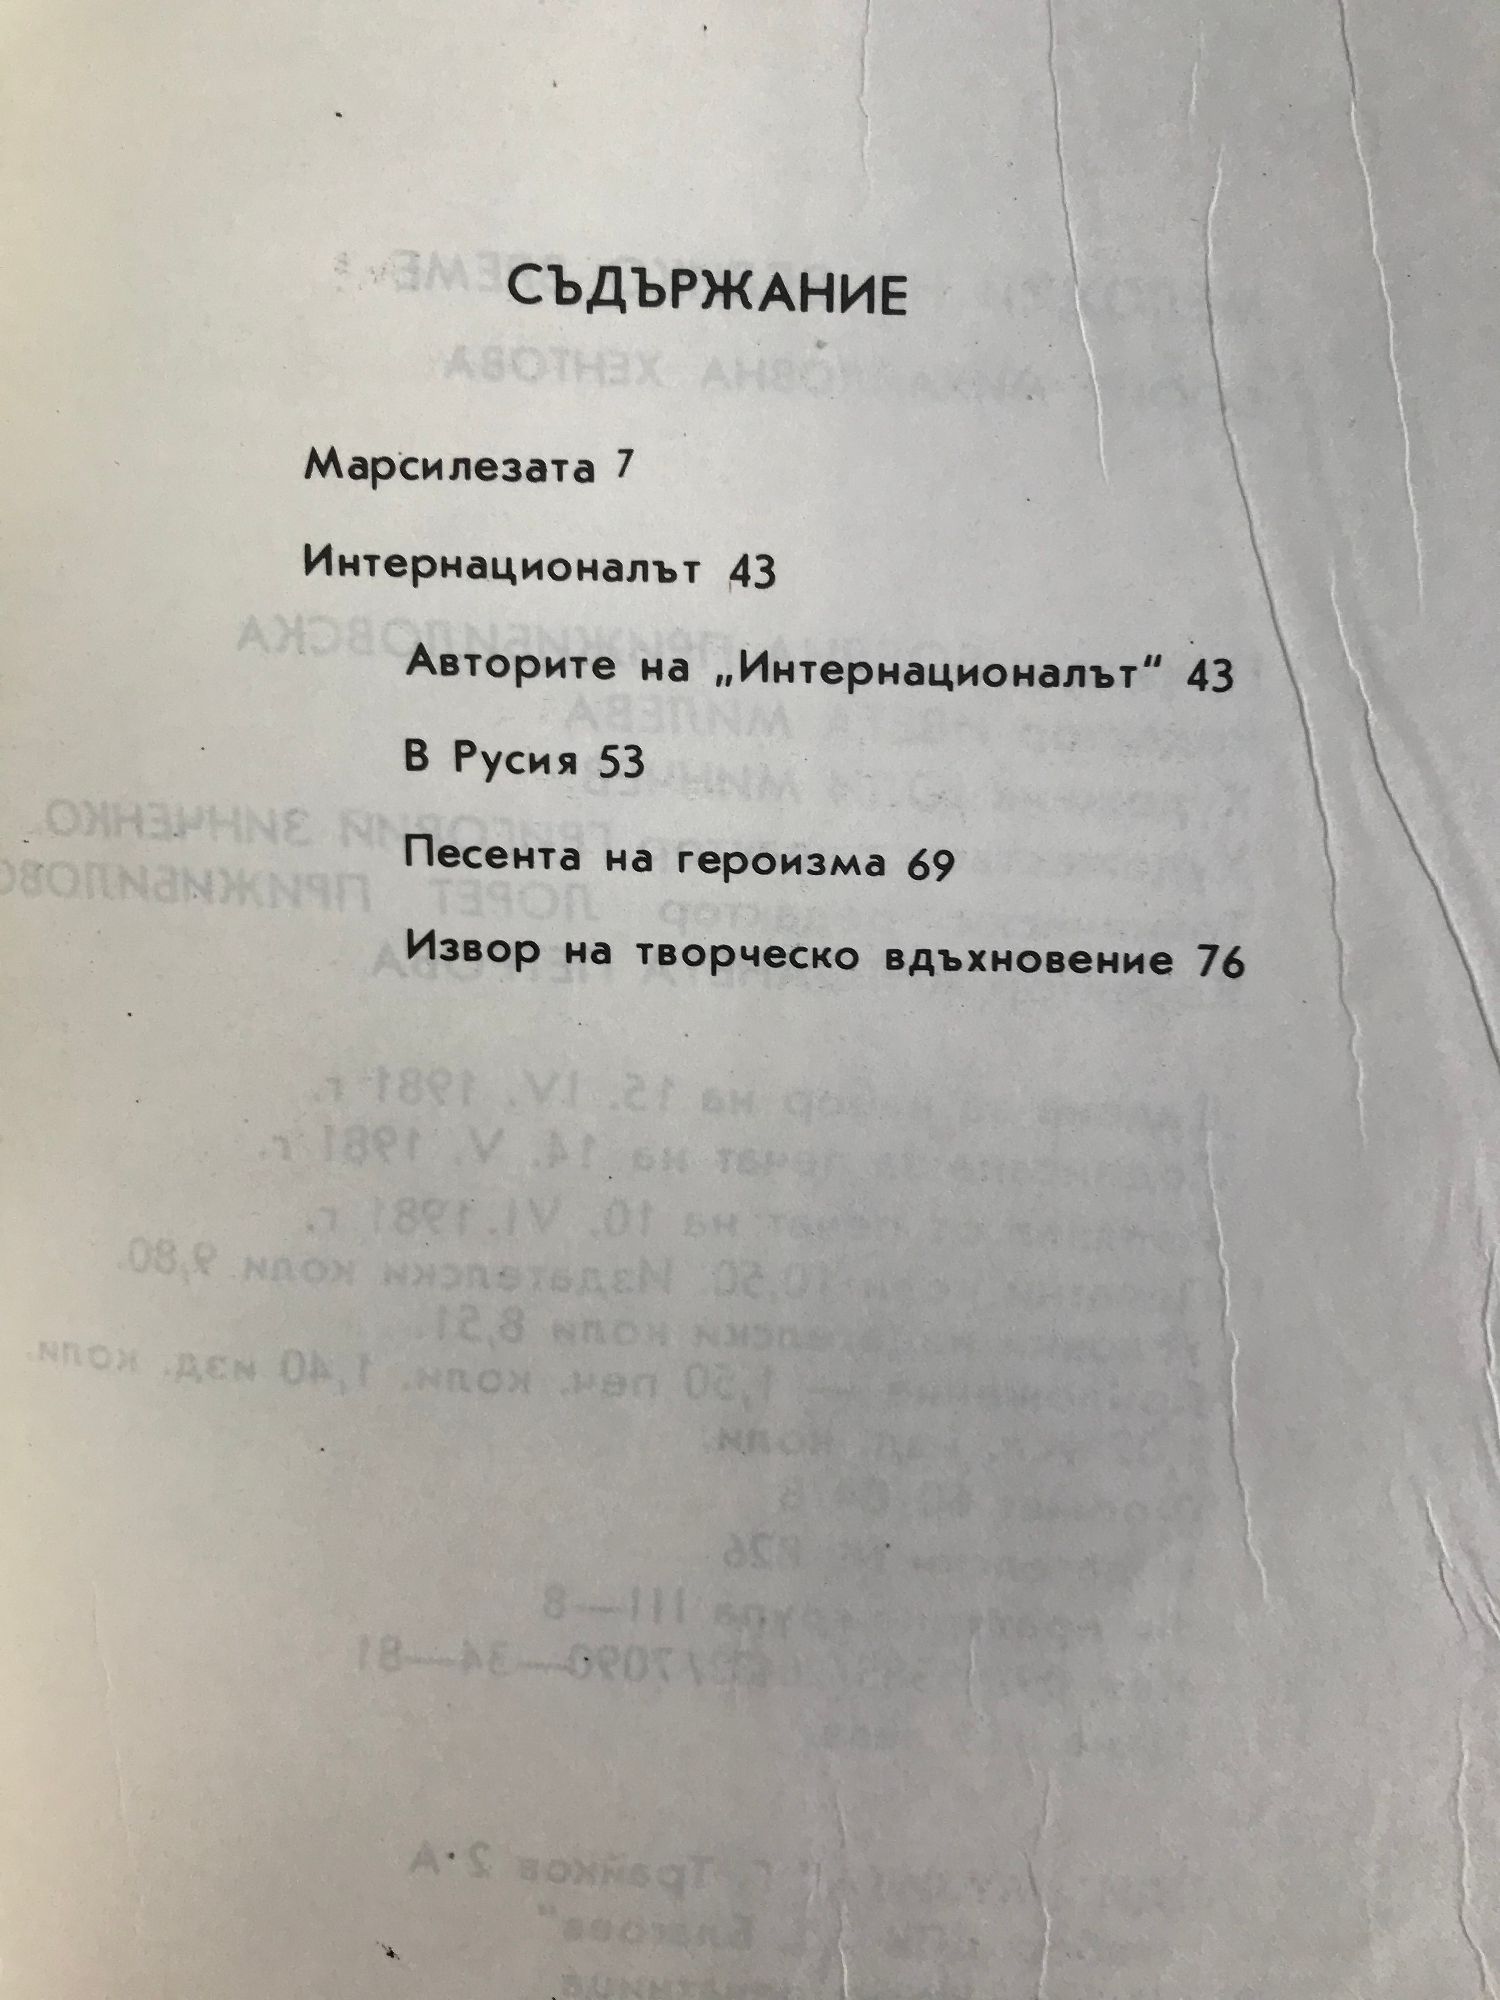 СЪДЪРЖАНИЕ
Марсилезата 7
Интернационалът 43
Авторите на „Интернационалът“ 43
В Русия 53
Песента на героизма 69
Извор на творческо вдъхновение 76